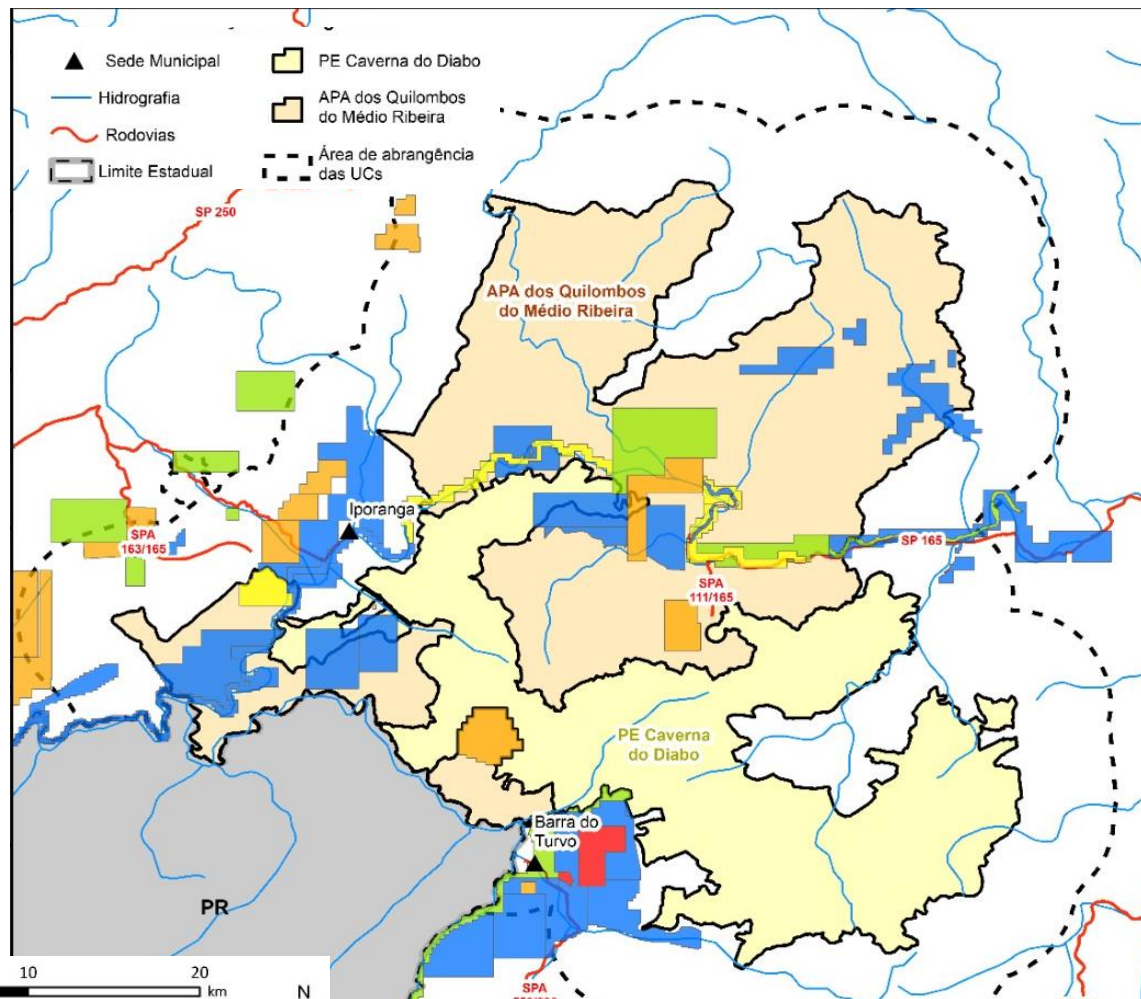 Sede Municipal
Hidrografia
Rodovias
Limite Estadual
PE Caverna do Diabo
APA dos Quilombos
do Médio Ribeira
Área de abrangência
das UCs
SP 250
APA dos Quilombos
do Médio Ribeira
Iporanga
SPA
163/165
SP 165
SPA
111/165
PE Caverna
do Diabo
Barra do
Turvo
PR
10
20
km
N
SPA